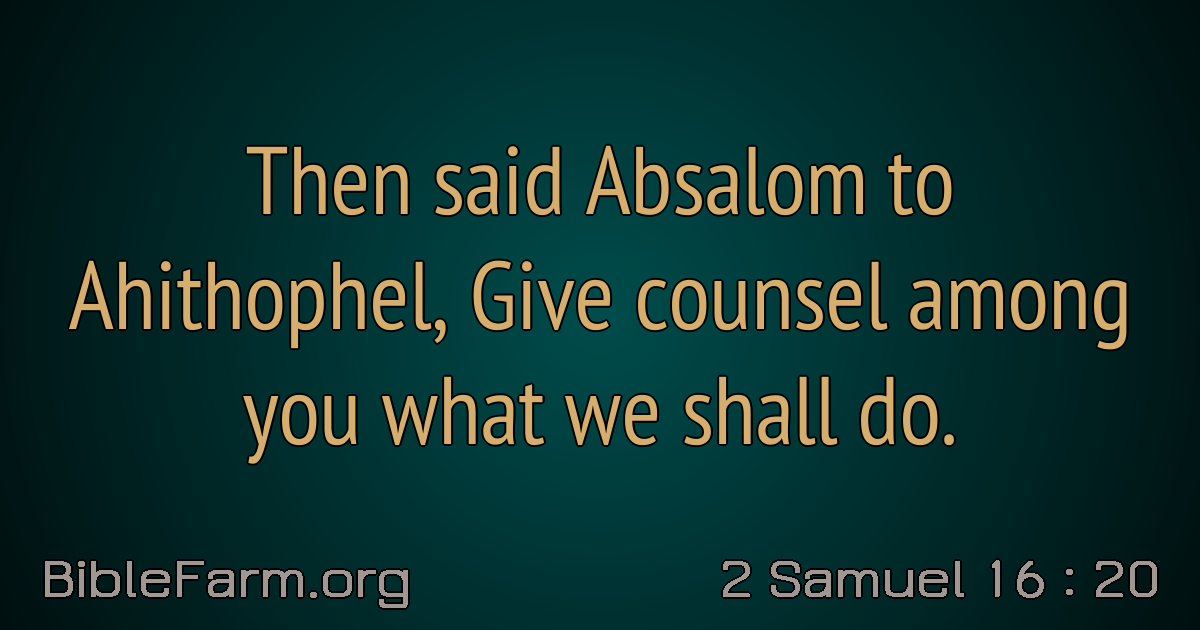 Then said Absalom to
Ahithophel, Give counsel among
you what we shall do.
BibleFarm.org
2 Samuel 16 : 20